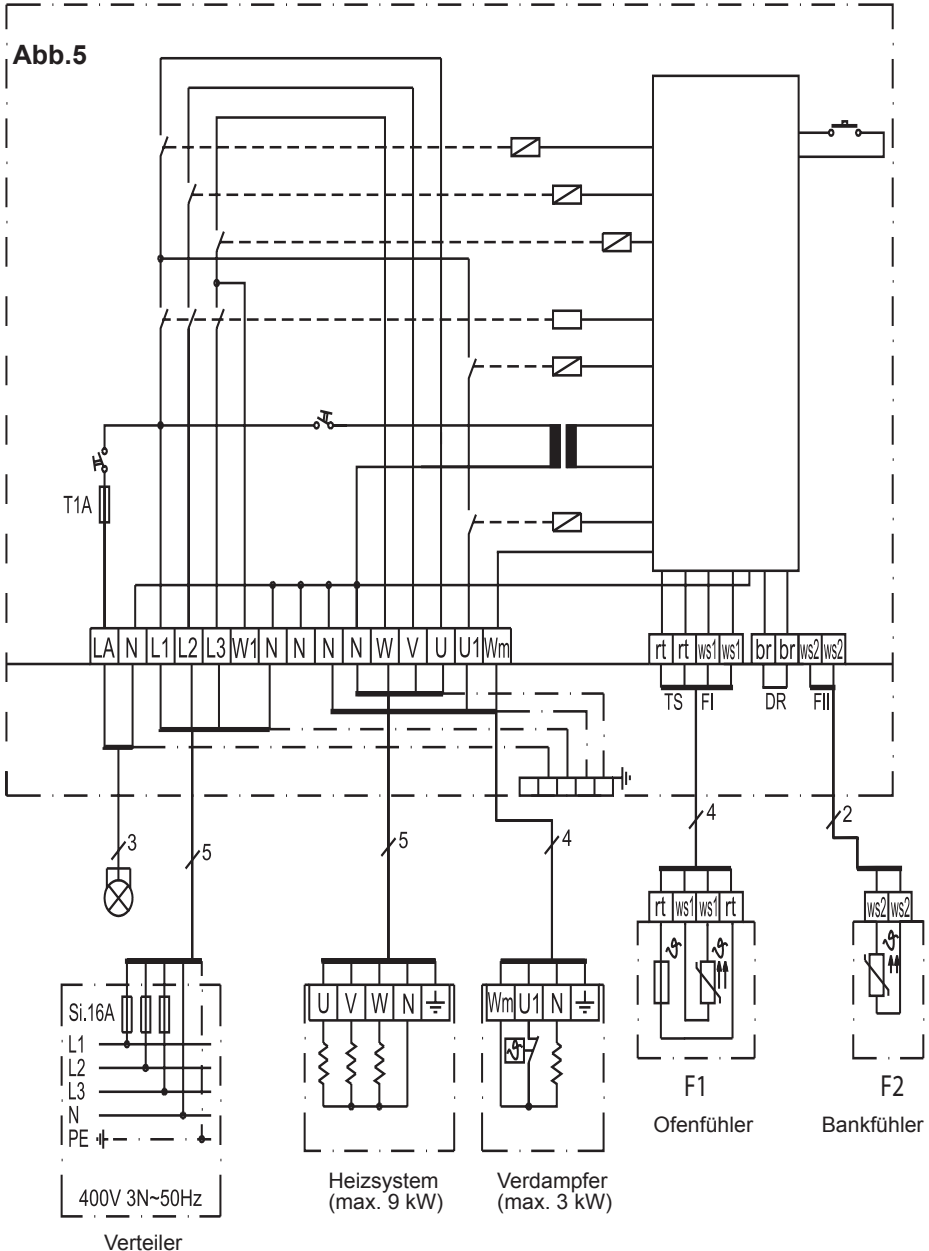 Abb.5
T1A
LA N L1 L2 L3 W1 N N N N W V U U1 Wm
rt rt ws1 ws1 br br ws2 ws2
TS FI DR FII
3 5 5 4 4 2
rt ws1 ws1 rt
ws2 ws2
U V W N
Wm U1 N
ϑ ϑ ϑ
Si.16A
L1
L2
L3
N
PE
400V 3N~50Hz
Verteiler
Heizsystem
(max. 9 kW)
Verdampfer
(max. 3 kW)
F1
Ofenfühler
F2
Bankfühler